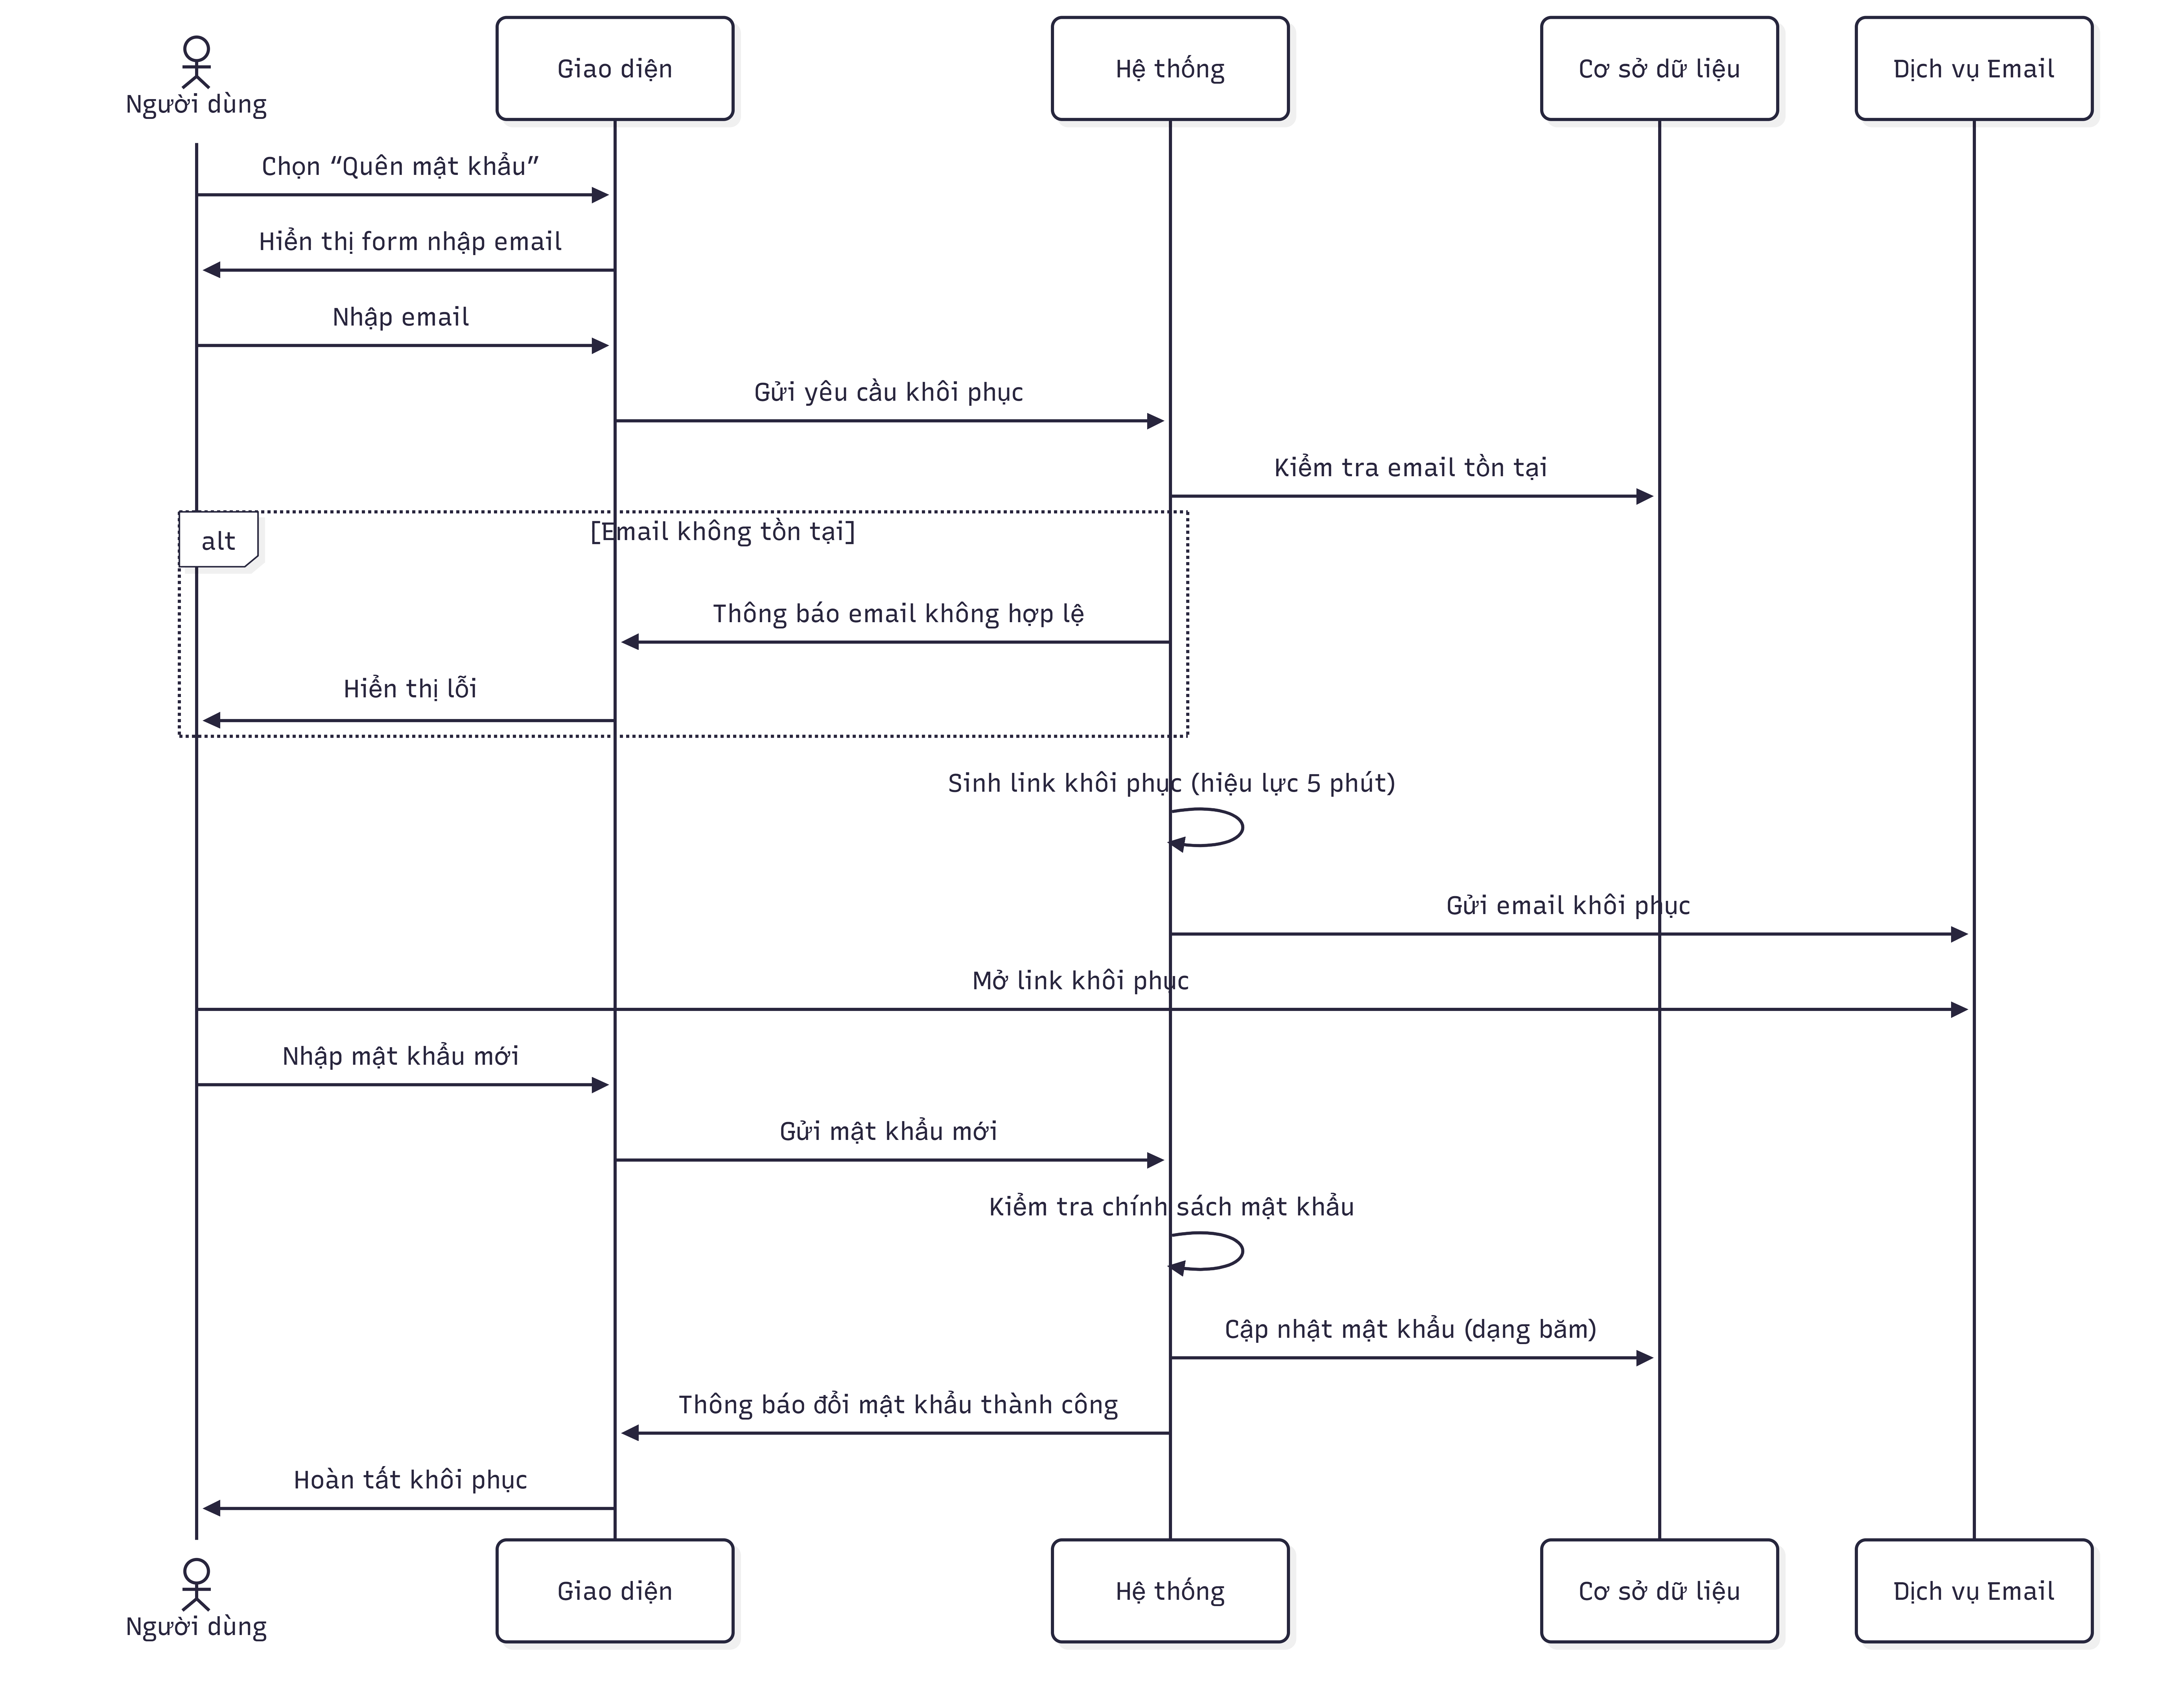 Người dùng
Giao diện
Hệ thống
Cơ sở dữ liệu
Dịch vụ Email
Chọn “Quên mật khẩu”
Hiển thị form nhập email
Nhập email
Gửi yêu cầu khôi phục
Kiểm tra email tồn tại
alt
[Email không tồn tại]
Thông báo email không hợp lệ
Hiển thị lỗi
Sinh link khôi phục (hiệu lực 5 phút)
Gửi email khôi phục
Mở link khôi phục
Nhập mật khẩu mới
Gửi mật khẩu mới
Kiểm tra chính sách mật khẩu
Cập nhật mật khẩu (dạng băm)
Thông báo đổi mật khẩu thành công
Hoàn tất khôi phục
Người dùng
Giao diện
Hệ thống
Cơ sở dữ liệu
Dịch vụ Email